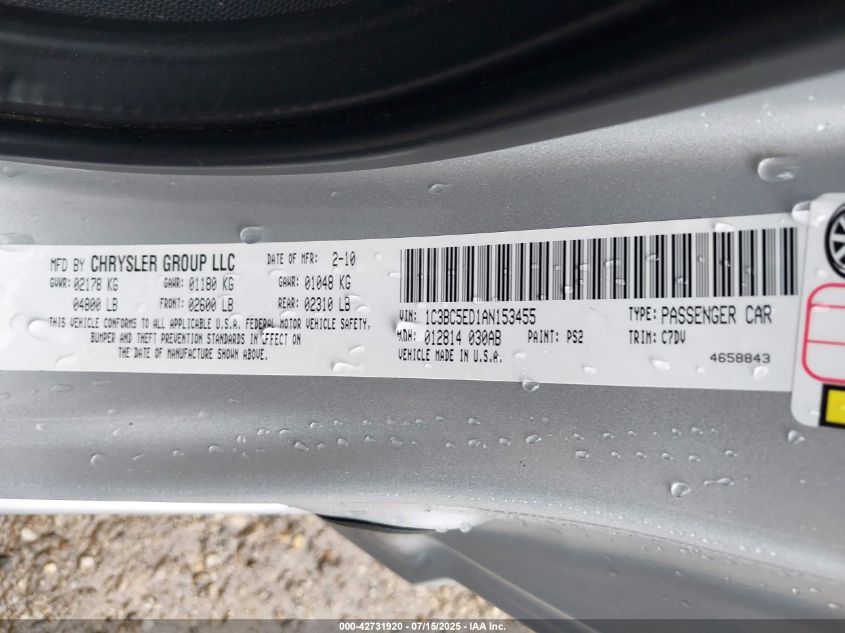 MFD BY CHRYSLER GROUP LLC DATE OF MFR: 2-10
GVWR: 02178 KG GAWR: 01180 KG GAWR: 01048 KG
04800 LB FRONT: 02600 LB REAR: 02310 LB
THIS VEHICLE CONFORMS TO ALL APPLICABLE U.S.A. FEDERAL MOTOR VEHICLE SAFETY,
BUMPER AND THEFT PREVENTION STANDARDS IN EFFECT ON
THE DATE OF MANUFACTURE SHOWN ABOVE.
VIN: 1C3BC5ED1AN153455 TYPE: PASSENGER CAR
MDH: 012814 030AB PAINT: PS2 TRIM: C7DV
VEHICLE MADE IN U.S.A. 4658843
000-42731920 - 07/15/2025 - IAA Inc.